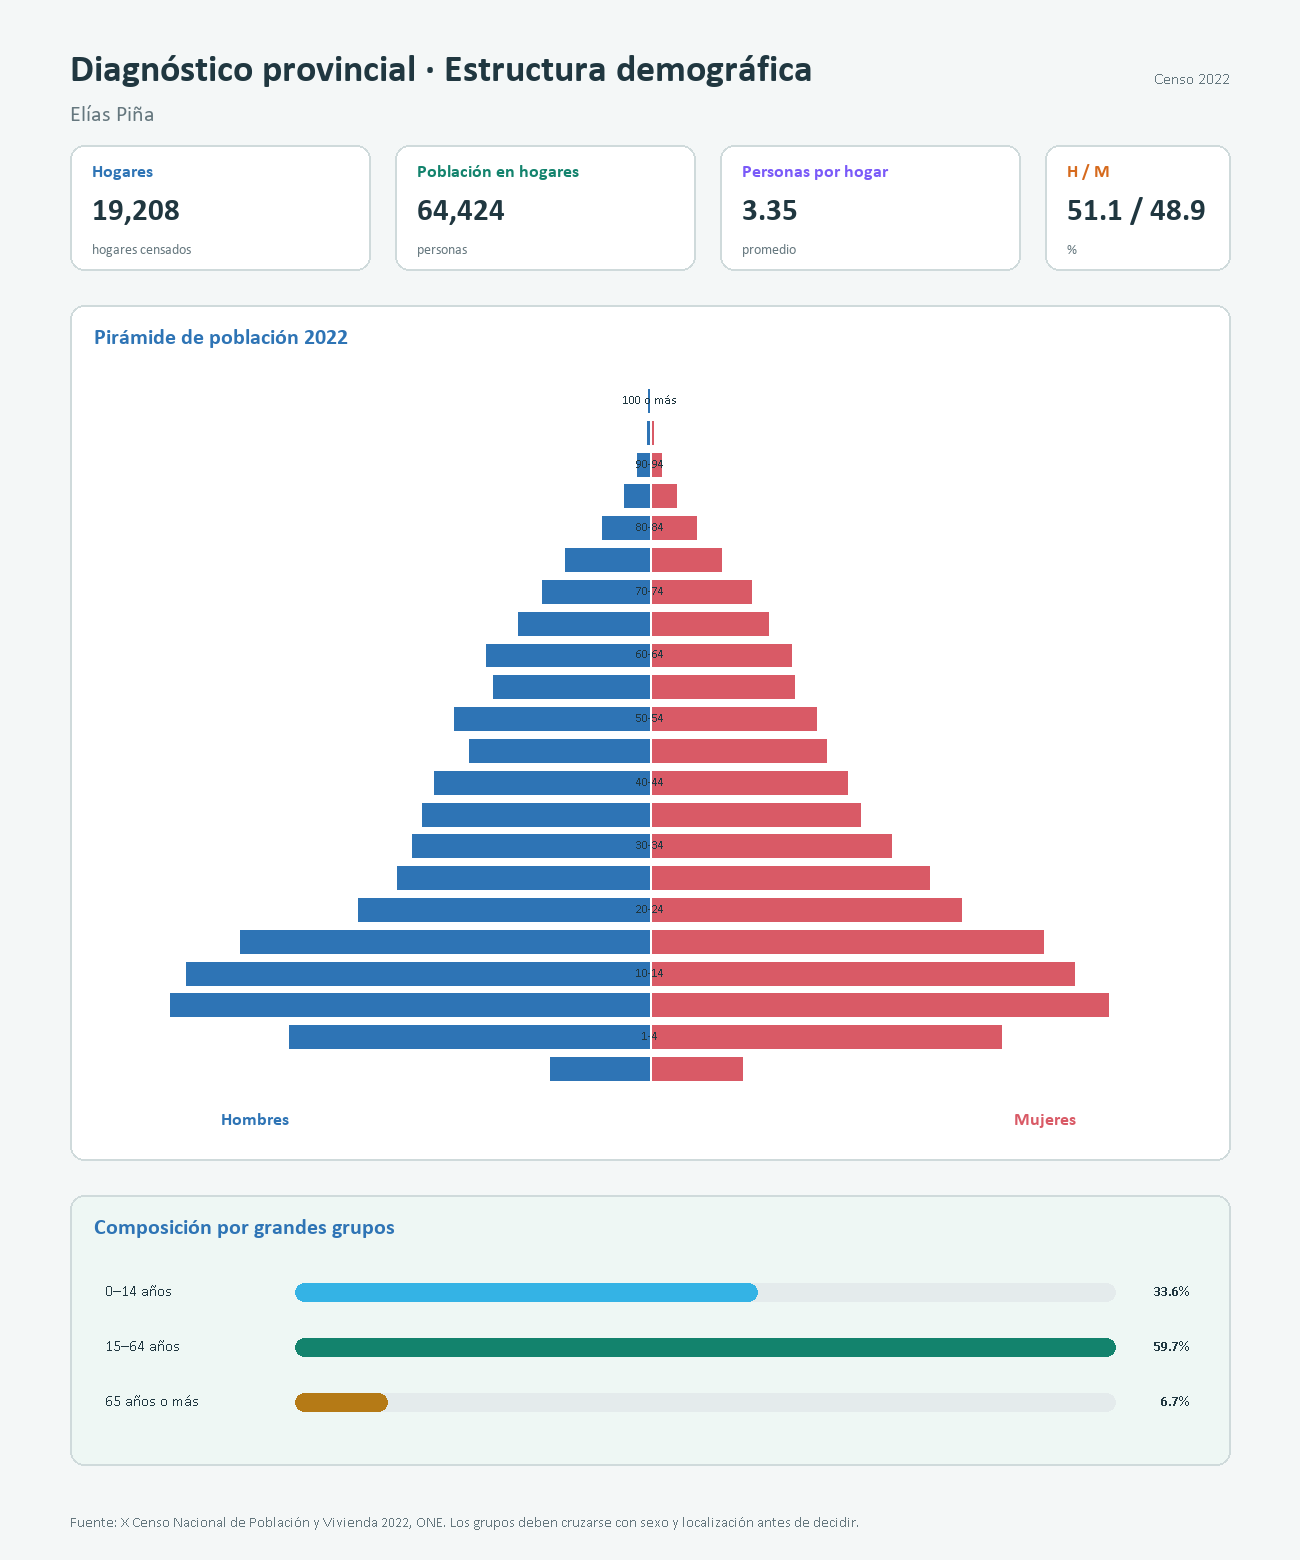 Diagnóstico provincial · Estructura demográfica
Censo 2022
Elías Piña
Hogares
19,208
hogares censados
Población en hogares
64,424
personas
Personas por hogar
3.35
promedio
H / M
51.1 / 48.9
%
Pirámide de población 2022
100 o más
90-94
80-84
70-74
60-64
50-54
40-44
30-34
20-24
10-14
1-4
Hombres
Mujeres
Composición por grandes grupos
0–14 años
33.6%
15–64 años
59.7%
65 años o más
6.7%
Fuente: X Censo Nacional de Población y Vivienda 2022, ONE. Los grupos deben cruzarse con sexo y localización antes de decidir.